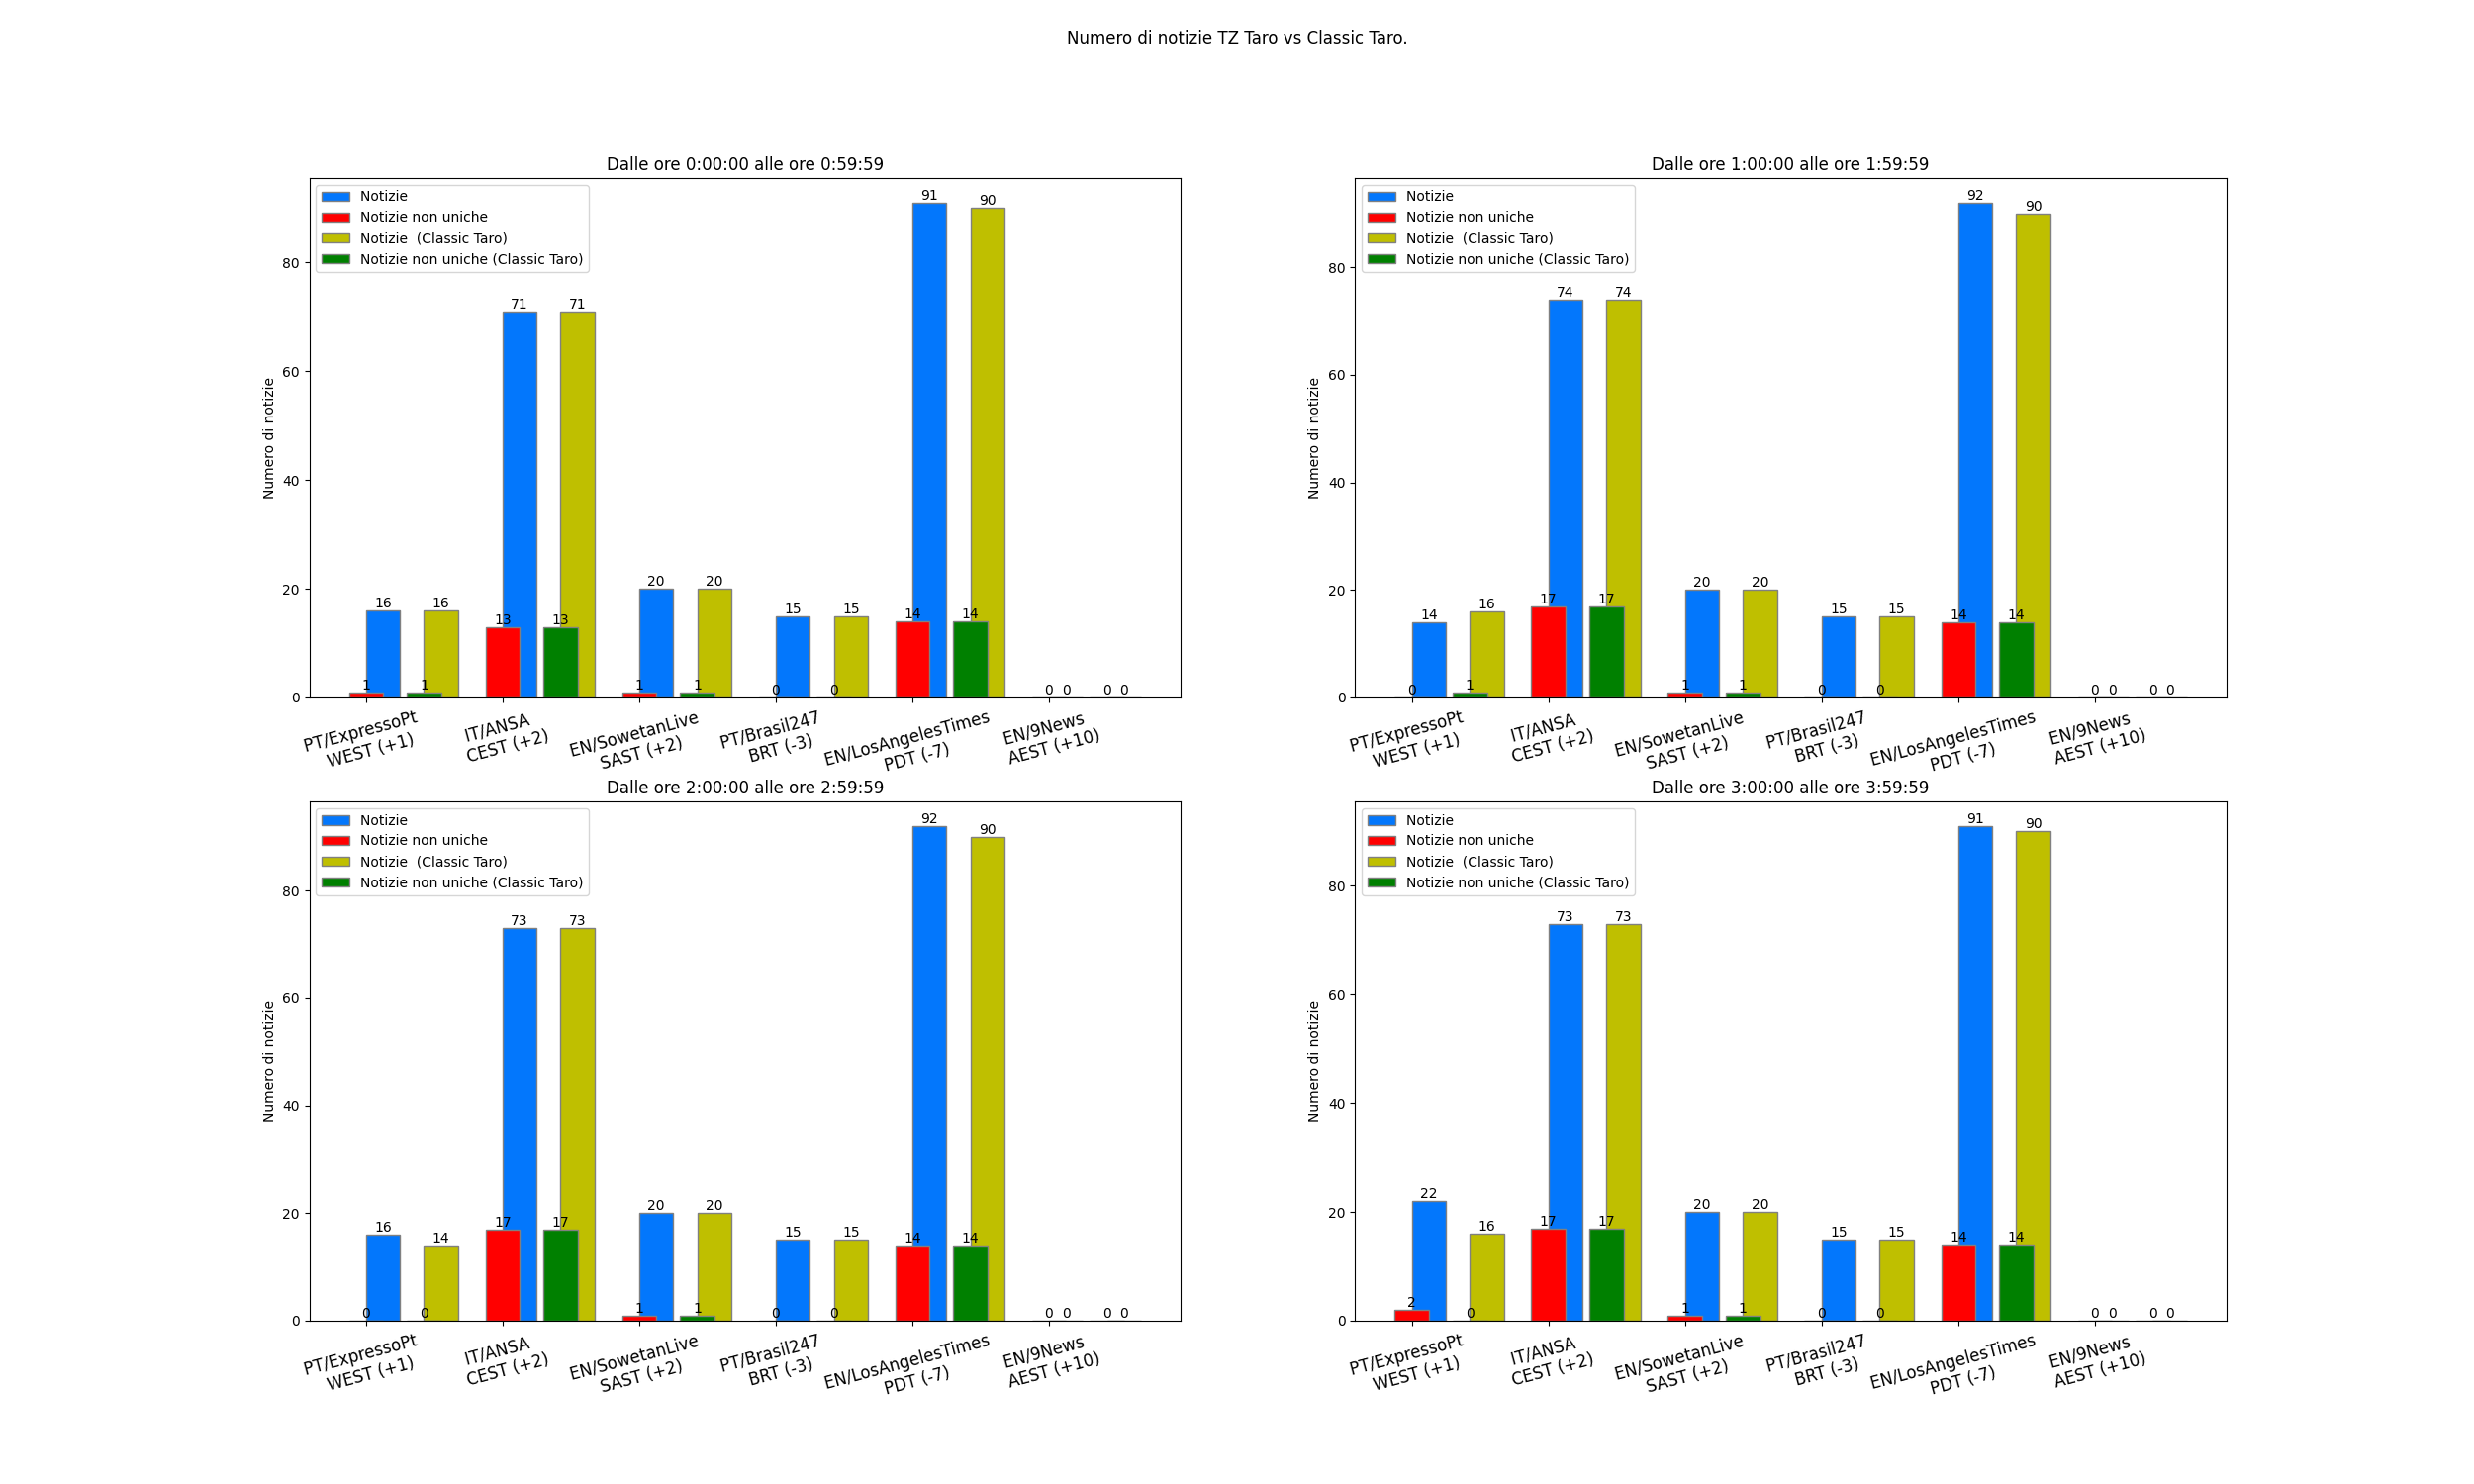 Numero di notizie TZ Taro vs Classic Taro.
Dalle ore 0:00:00 alle ore 0:59:59
Notizie
Notizie non uniche
Notizie  (Classic Taro)
Notizie non uniche (Classic Taro)
Numero di notizie
80
60
40
20
0
16 16 71 71 20 20 15 15 91 90 0 0
1 1 13 13 1 1 0 0 14 14 0 0
PT/ExpressoPt
WEST (+1)
IT/ANSA
CEST (+2)
EN/SowetanLive
SAST (+2)
PT/Brasil247
BRT (-3)
EN/LosAngelesTimes
PDT (-7)
EN/9News
AEST (+10)
Dalle ore 1:00:00 alle ore 1:59:59
Notizie
Notizie non uniche
Notizie  (Classic Taro)
Notizie non uniche (Classic Taro)
Numero di notizie
80
60
40
20
0
14 16 74 74 20 20 15 15 92 90 0 0
0 1 17 17 1 1 0 0 14 14 0 0
PT/ExpressoPt
WEST (+1)
IT/ANSA
CEST (+2)
EN/SowetanLive
SAST (+2)
PT/Brasil247
BRT (-3)
EN/LosAngelesTimes
PDT (-7)
EN/9News
AEST (+10)
Dalle ore 2:00:00 alle ore 2:59:59
Notizie
Notizie non uniche
Notizie  (Classic Taro)
Notizie non uniche (Classic Taro)
Numero di notizie
80
60
40
20
0
16 14 73 73 20 20 15 15 92 90 0 0
0 0 17 17 1 1 0 0 14 14 0 0
PT/ExpressoPt
WEST (+1)
IT/ANSA
CEST (+2)
EN/SowetanLive
SAST (+2)
PT/Brasil247
BRT (-3)
EN/LosAngelesTimes
PDT (-7)
EN/9News
AEST (+10)
Dalle ore 3:00:00 alle ore 3:59:59
Notizie
Notizie non uniche
Notizie  (Classic Taro)
Notizie non uniche (Classic Taro)
Numero di notizie
80
60
40
20
0
22 16 73 73 20 20 15 15 91 90 0 0
2 0 17 17 1 1 0 0 14 14 0 0
PT/ExpressoPt
WEST (+1)
IT/ANSA
CEST (+2)
EN/SowetanLive
SAST (+2)
PT/Brasil247
BRT (-3)
EN/LosAngelesTimes
PDT (-7)
EN/9News
AEST (+10)